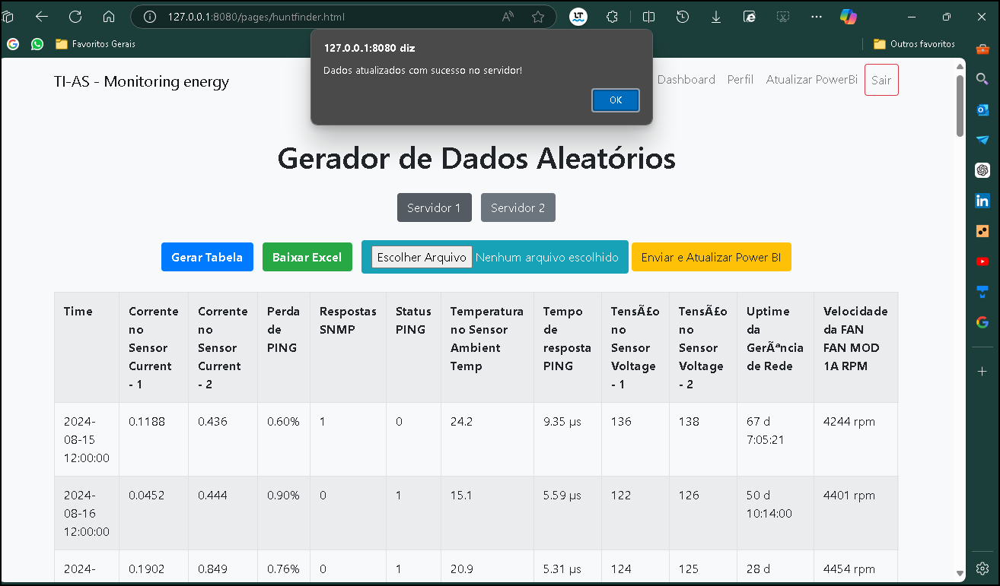 127.0.0.1:8080/pages/huntfinder.html
Favoritos Gerais
Outros favoritos
127.0.0.1:8080 diz
Dados atualizados com sucesso no servidor!
OK
TI-AS - Monitoring energy
Dashboard Perfil Atualizar PowerBi Sair
Gerador de Dados Aleatórios
Servidor 1 Servidor 2
Gerar Tabela Baixar Excel Escolher Arquivo Nenhum arquivo escolhido Enviar e Atualizar Power BI
Time
Corrente
no
Sensor
Current
- 1
Corrente
no
Sensor
Current
- 2
Perda
de
PING
Respostas
SNMP
Status
PING
Temperatura
no Sensor
Ambient
Temp
Tempo
de
resposta
PING
TensÃ£o
no
Sensor
Voltage
- 1
TensÃ£o
no
Sensor
Voltage
- 2
Uptime
da
GerÃªncia
de Rede
Velocidade
da FAN
FAN MOD
1A RPM
2024-
08-15
12:00:00
0.1188
0.436
0.60%
1
0
24.2
9.35 µs
136
138
67 d
7:05:21
4244 rpm
2024-
08-16
12:00:00
0.0452
0.444
0.90%
0
1
15.1
5.59 µs
122
126
50 d
10:14:00
4401 rpm
2024-
0.1902
0.849
0.76%
0
1
20.9
5.31 µs
124
125
28 d
4454 rpm